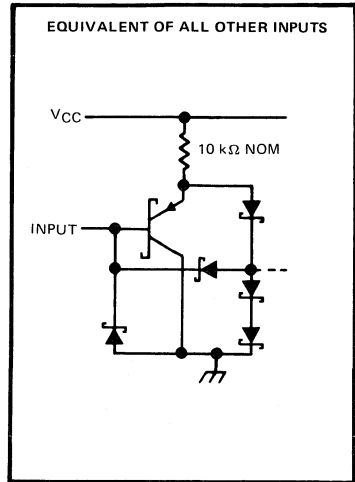 EQUIVALENT OF ALL OTHER INPUTS
VCC
10 kΩ NOM
INPUT